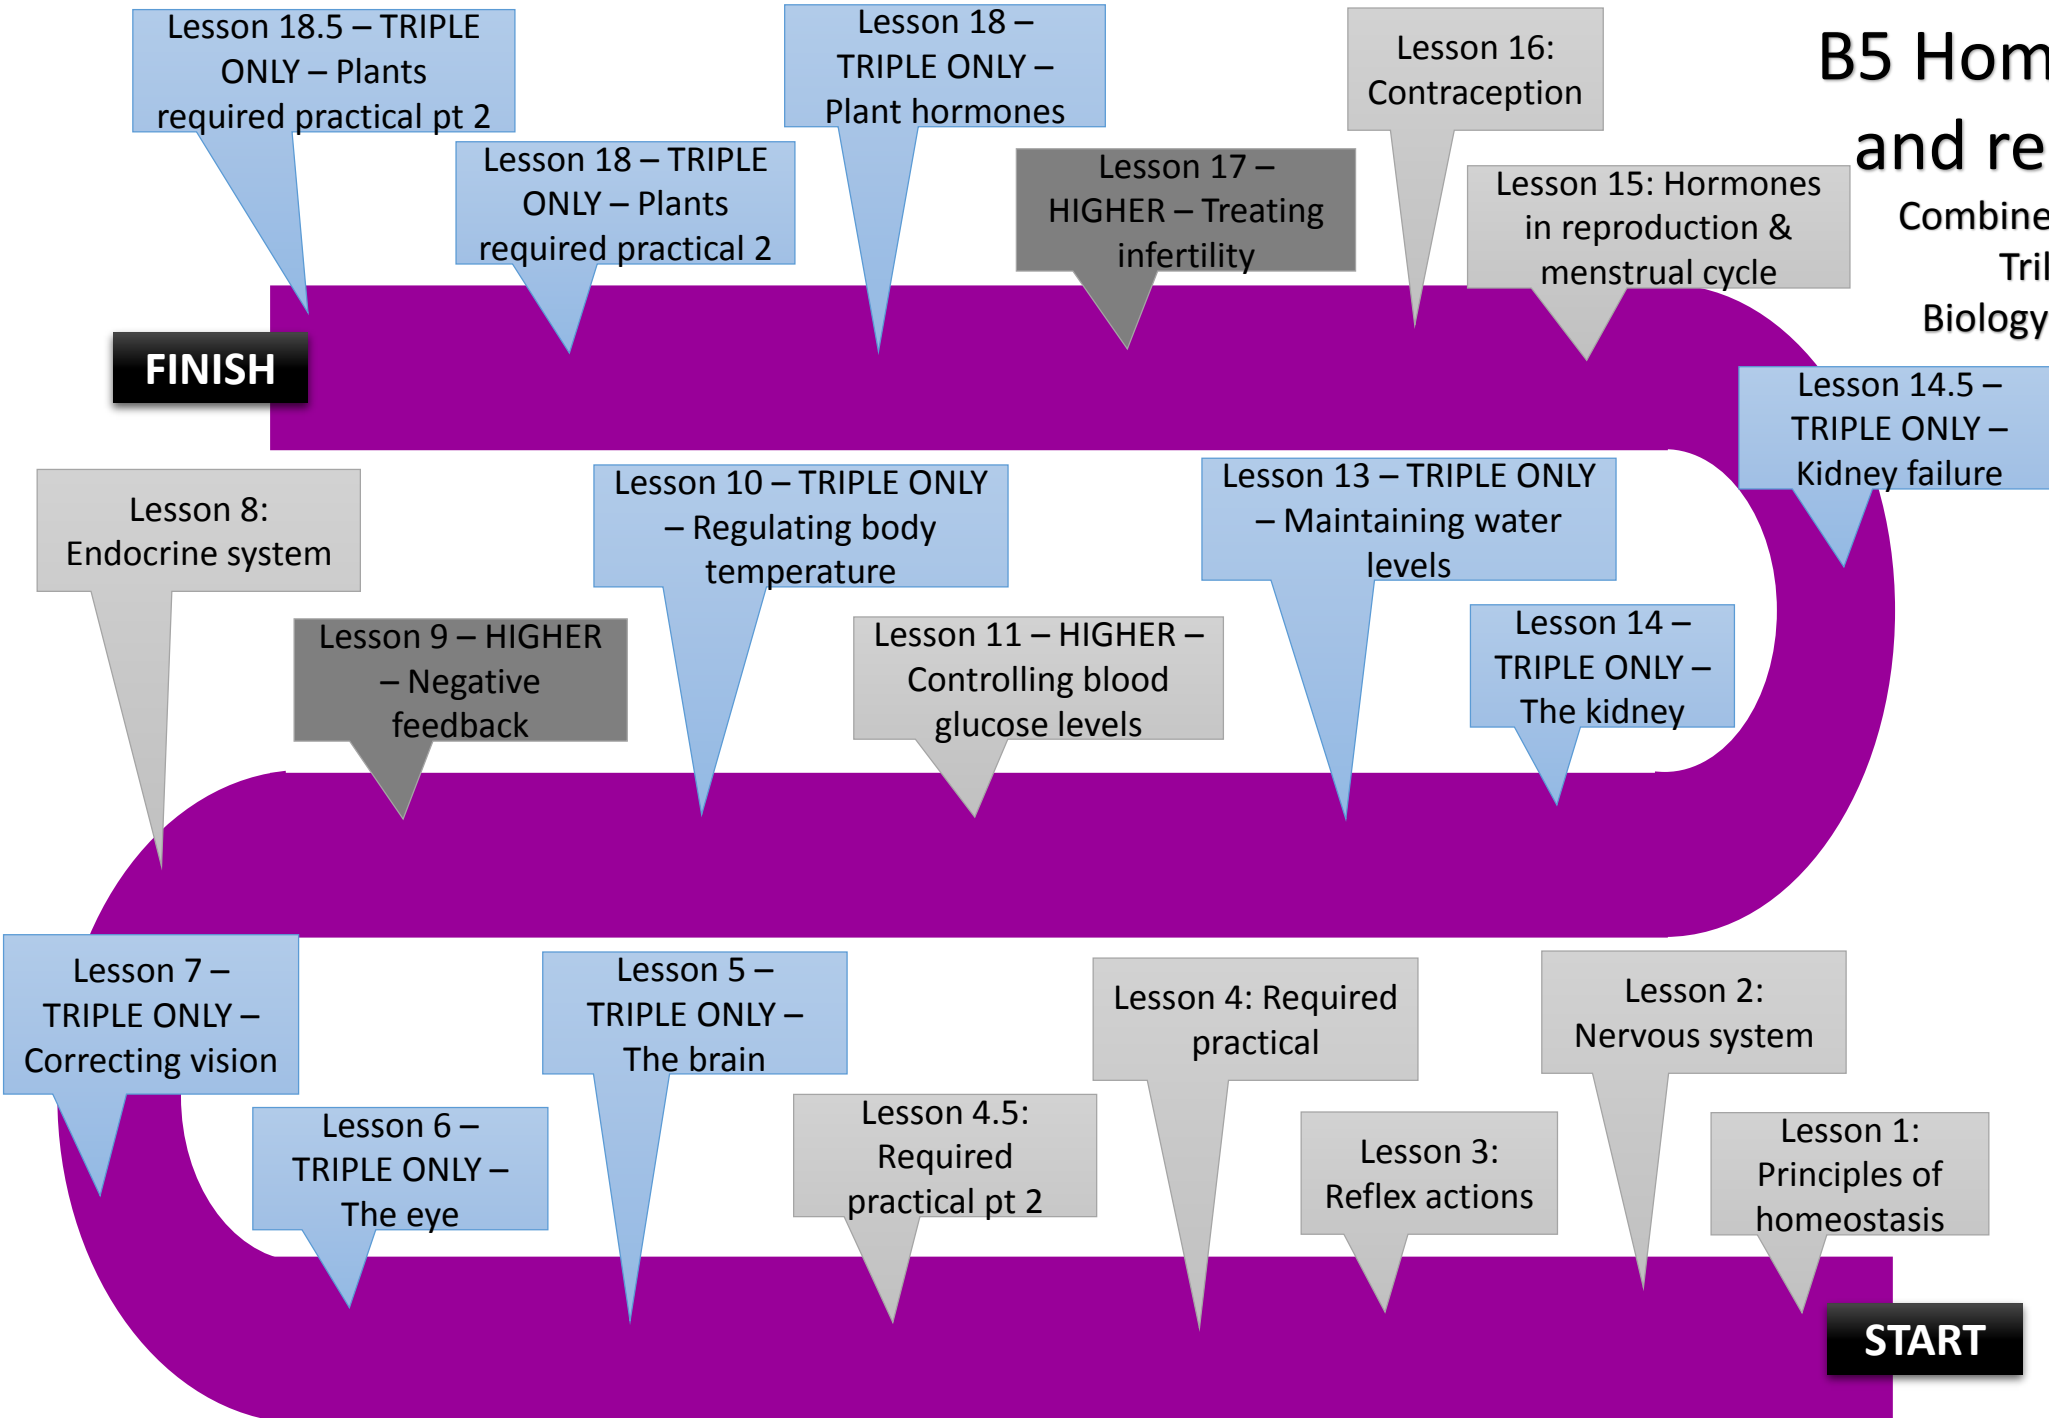 Lesson 18.5 – TRIPLE
ONLY – Plants
required practical pt 2
Lesson 18 – TRIPLE
ONLY – Plants
required practical 2
Lesson 18 –
TRIPLE ONLY –
Plant hormones
Lesson 17 –
HIGHER – Treating
infertility
Lesson 16:
Contraception
Lesson 15: Hormones
in reproduction &
menstrual cycle
B5 Hom
and re
Combine
Tril
Biology
FINISH
Lesson 14.5 –
TRIPLE ONLY –
Kidney failure
Lesson 8:
Endocrine system
Lesson 9 – HIGHER
– Negative
feedback
Lesson 10 – TRIPLE ONLY
– Regulating body
temperature
Lesson 11 – HIGHER –
Controlling blood
glucose levels
Lesson 13 – TRIPLE ONLY
– Maintaining water
levels
Lesson 14 –
TRIPLE ONLY –
The kidney
Lesson 7 –
TRIPLE ONLY –
Correcting vision
Lesson 6 –
TRIPLE ONLY –
The eye
Lesson 5 –
TRIPLE ONLY –
The brain
Lesson 4.5:
Required
practical pt 2
Lesson 4: Required
practical
Lesson 3:
Reflex actions
Lesson 2:
Nervous system
Lesson 1:
Principles of
homeostasis
START